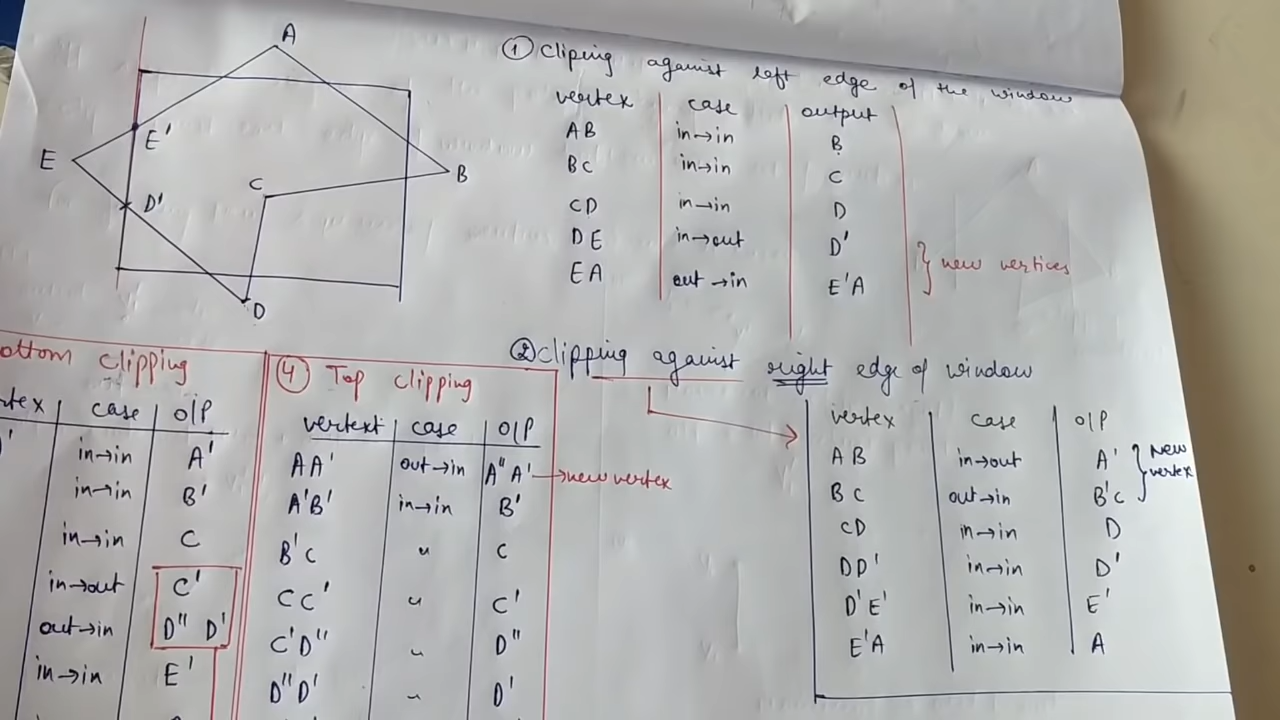 A
E'
E
B
C
D'
D
① Cliping against left edge of the window
vertex case output
AB in→in B
BC in→in C
CD in→in D
DE in→out D'
EA out→in E'A
} new vertices
② clipping against right edge of window
vertex case O/P
AB in→out A'
BC out→in B'C
} New vertex
CD in→in D
DD' in→in D'
D'E' in→in E'
E'A in→in A
ottom clipping
rtex case O/P
in→in A'
in→in B'
in→in C
in→out C'
out→in D" D'
in→in E'
④ Top clipping
vertext case O/P
AA' out→in A"A' → new vertex
A'B' in→in B'
B'C " C
CC' " C'
C'D" " D"
D"D' " D'